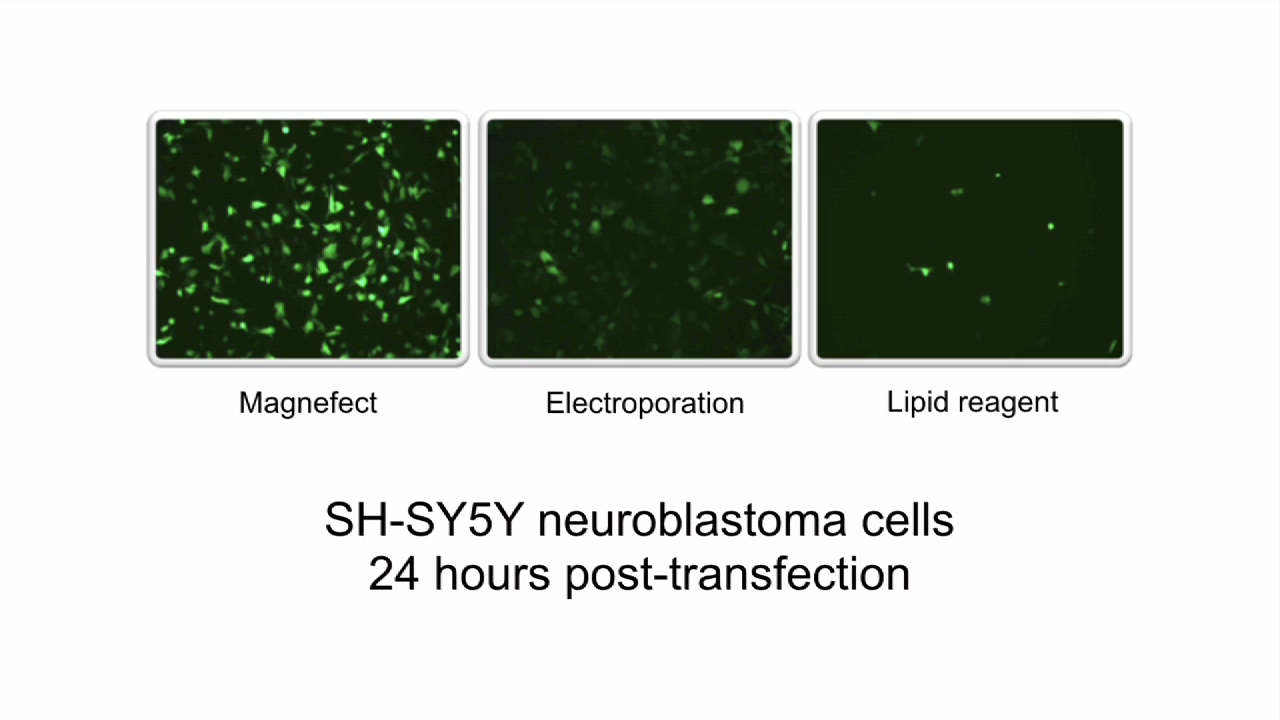 Magnefect
Electroporation
Lipid reagent
SH-SY5Y neuroblastoma cells
24 hours post-transfection